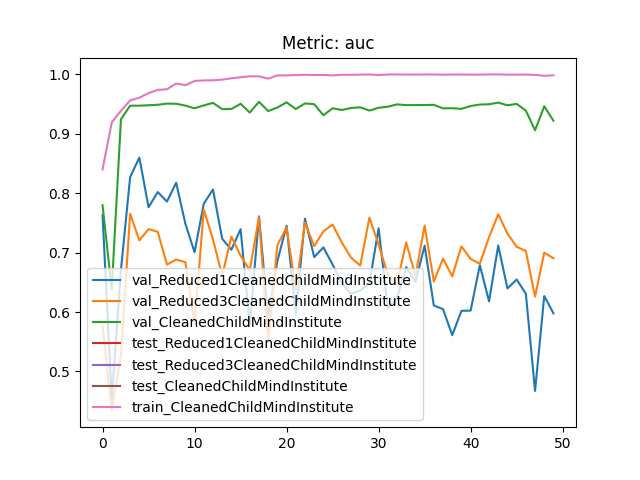 Metric: auc
1.0
0.9
0.8
0.7
0.6
0.5
val_Reduced1CleanedChildMindInstitute
val_Reduced3CleanedChildMindInstitute
val_CleanedChildMindInstitute
test_Reduced1CleanedChildMindInstitute
test_Reduced3CleanedChildMindInstitute
test_CleanedChildMindInstitute
train_CleanedChildMindInstitute
0 10 20 30 40 50